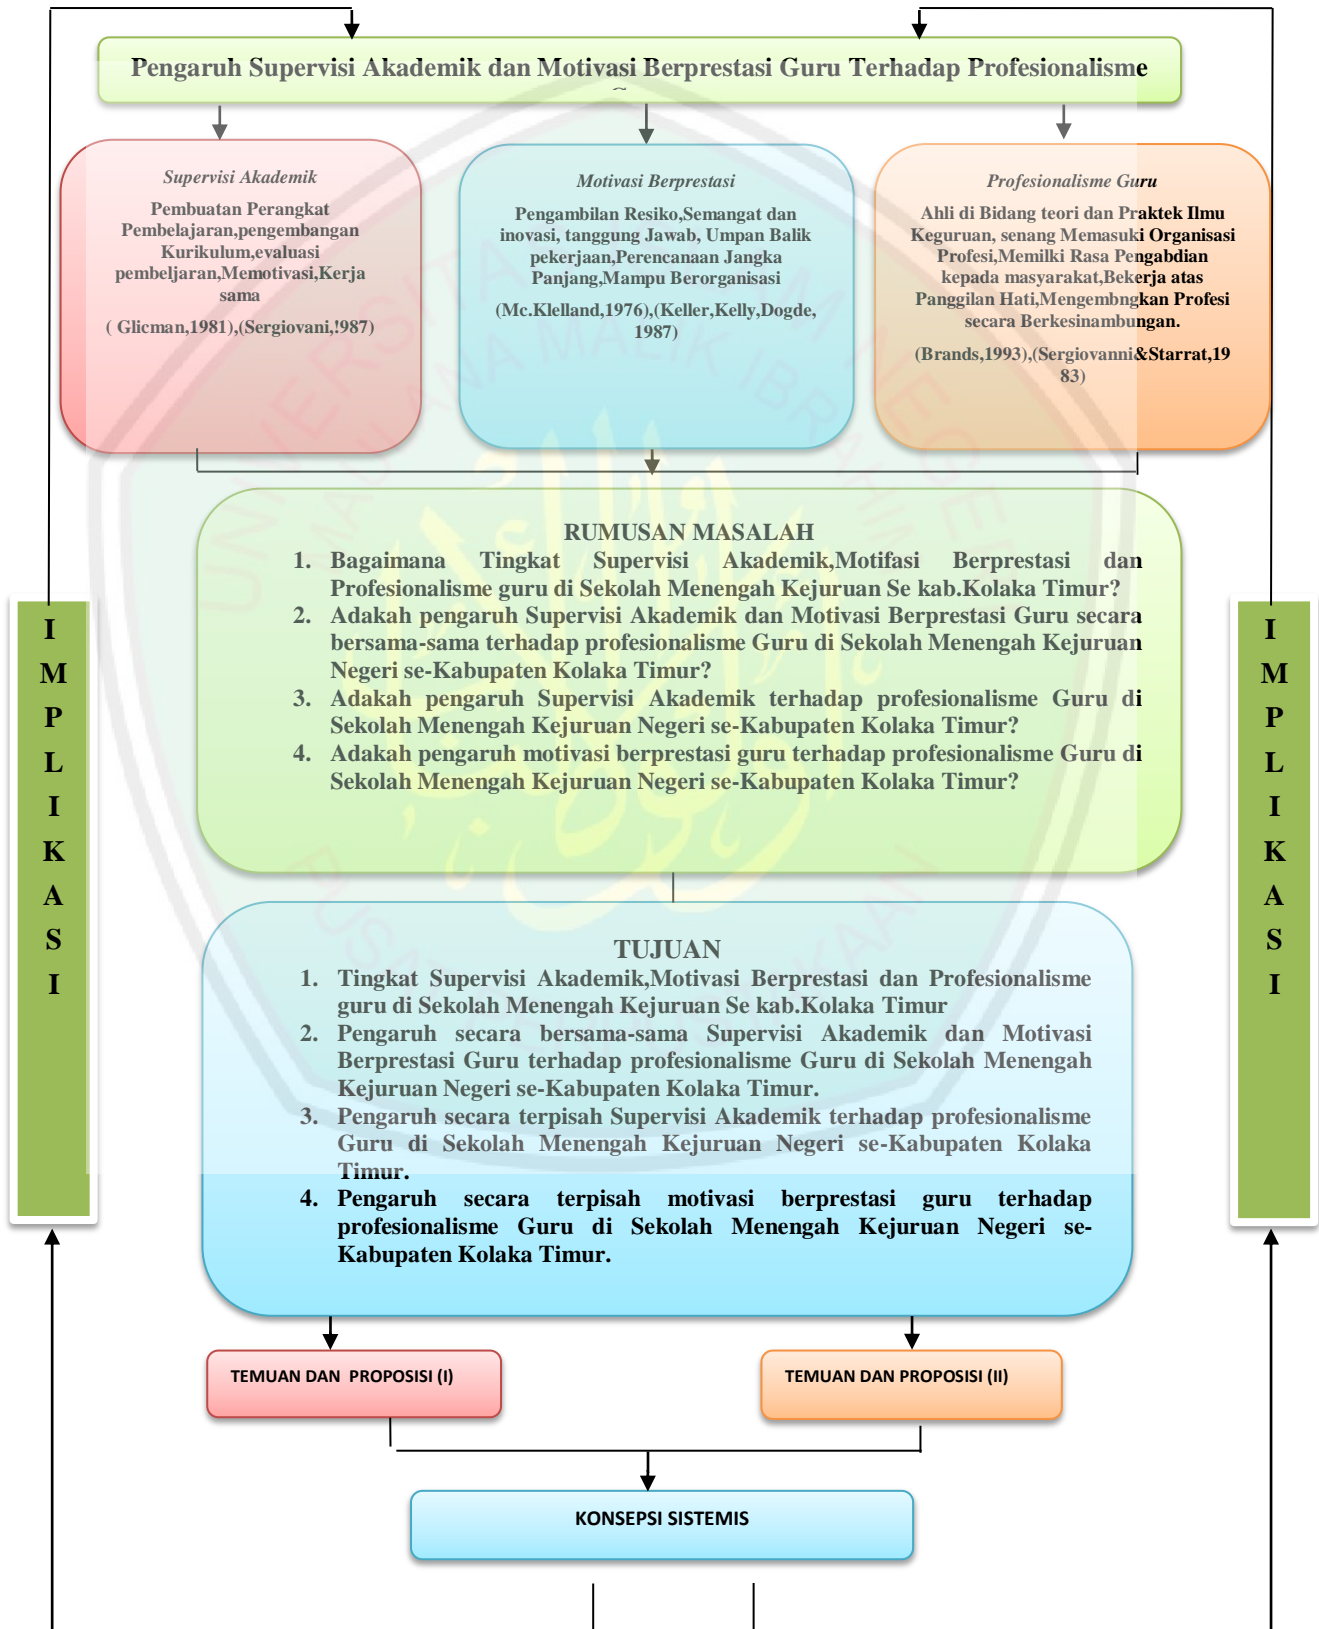 Pengaruh Supervisi Akademik dan Motivasi Berprestasi Guru Terhadap Profesionalisme
Supervisi Akademik
Pembuatan Perangkat
Pembelajaran,pengembangan
Kurikulum,evaluasi
pembeljaran,Memotivasi,Kerja
sama
( Glicman,1981),(Sergiovani,!987)
Motivasi Berprestasi
Pengambilan Resiko,Semangat dan
inovasi, tanggung Jawab, Umpan Balik
pekerjaan,Perencanaan Jangka
Panjang,Mampu Berorganisasi
(Mc.Klelland,1976),(Keller,Kelly,Dogde,
1987)
Profesionalisme Guru
Ahli di Bidang teori dan Praktek Ilmu
Keguruan, senang Memasuki Organisasi
Profesi,Memilki Rasa Pengabdian
kepada masyarakat,Bekerja atas
Panggilan Hati,Mengembngkan Profesi
secara Berkesinambungan.
(Brands,1993),(Sergiovanni&Starrat,19
83)
RUMUSAN MASALAH
1. Bagaimana Tingkat Supervisi Akademik,Motifasi Berprestasi dan
Profesionalisme guru di Sekolah Menengah Kejuruan Se kab.Kolaka Timur?
2. Adakah pengaruh Supervisi Akademik dan Motivasi Berprestasi Guru secara
bersama-sama terhadap profesionalisme Guru di Sekolah Menengah Kejuruan
Negeri se-Kabupaten Kolaka Timur?
3. Adakah pengaruh Supervisi Akademik terhadap profesionalisme Guru di
Sekolah Menengah Kejuruan Negeri se-Kabupaten Kolaka Timur?
4. Adakah pengaruh motivasi berprestasi guru terhadap profesionalisme Guru di
Sekolah Menengah Kejuruan Negeri se-Kabupaten Kolaka Timur?
I
M
P
L
I
K
A
S
I
I
M
P
L
I
K
A
S
I
TUJUAN
1. Tingkat Supervisi Akademik,Motivasi Berprestasi dan Profesionalisme
guru di Sekolah Menengah Kejuruan Se kab.Kolaka Timur
2. Pengaruh secara bersama-sama Supervisi Akademik dan Motivasi
Berprestasi Guru terhadap profesionalisme Guru di Sekolah Menengah
Kejuruan Negeri se-Kabupaten Kolaka Timur.
3. Pengaruh secara terpisah Supervisi Akademik terhadap profesionalisme
Guru di Sekolah Menengah Kejuruan Negeri se-Kabupaten Kolaka
Timur.
4. Pengaruh secara terpisah motivasi berprestasi guru terhadap
profesionalisme Guru di Sekolah Menengah Kejuruan Negeri se-
Kabupaten Kolaka Timur.
TEMUAN DAN PROPOSISI (I)
TEMUAN DAN PROPOSISI (II)
KONSEPSI SISTEMIS